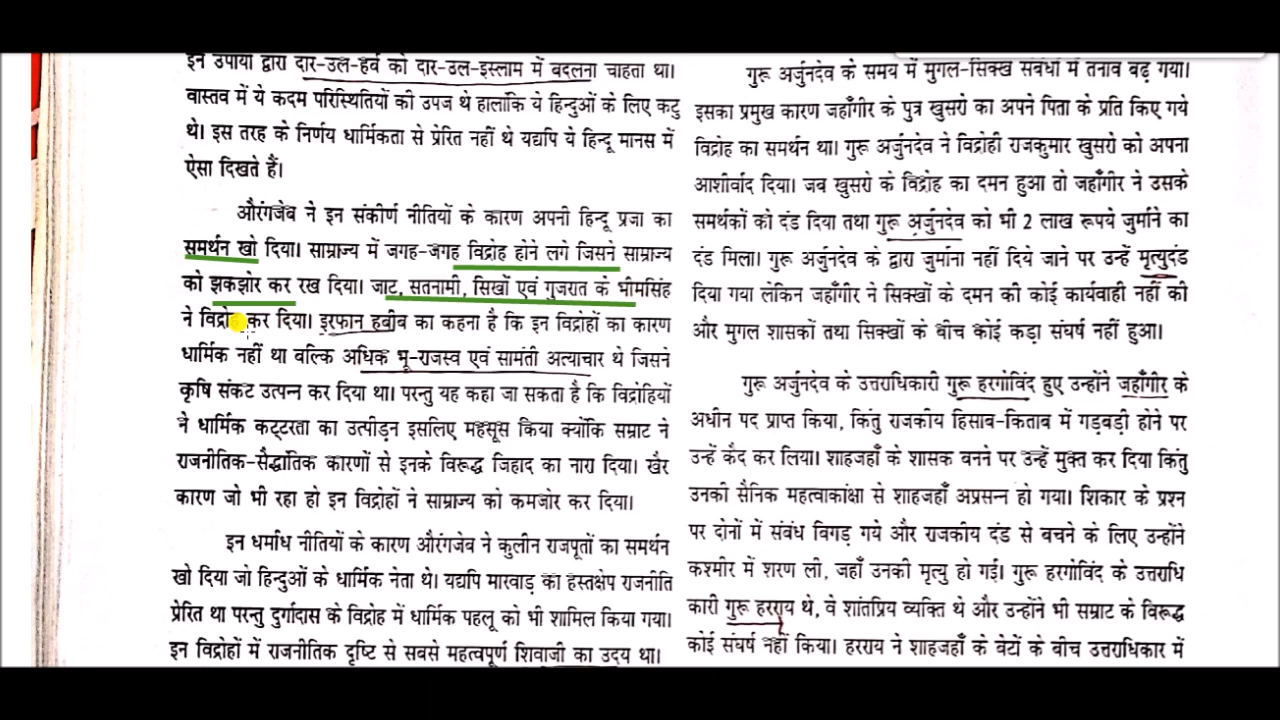 इन उपायों द्वारा दार-उल-हर्व को दार-उल-इस्लाम में बदलना चाहता था।
वास्तव में ये कदम परिस्थितियों की उपज थे हालांकि ये हिन्दुओं के लिए कटु
थे। इस तरह के निर्णय धार्मिकता से प्रेरित नहीं थे यद्यपि ये हिन्दू मानस में
ऐसा दिखते हैं।
औरंगजेब ने इन संकीर्ण नीतियों के कारण अपनी हिन्दू प्रजा का
समर्थन खो दिया। साम्राज्य में जगह-जगह विद्रोह होने लगे जिसने साम्राज्य
को झकझोर कर रख दिया। जाट, सतनामी, सिखों एवं गुजरात के भीमसिंह
ने कर दिया। इरफान हबीब का कहना है कि इन विद्रोहों का कारण
धार्मिक नहीं था बल्कि अधिक भू-राजस्व एवं सामंती अत्याचार थे जिसने
कृषि संकट उत्पन्न कर दिया था। परन्तु यह कहा जा सकता है कि विद्रोहियों
ने धार्मिक कट्टरता का उत्पीड़न इसलिए महसूस किया क्योंकि सम्राट ने
राजनीतिक-सैद्धांतिक कारणों से इनके विरूद्ध जिहाद का नारा दिया। खैर
कारण जो भी रहा हो इन विद्रोहों ने साम्राज्य को कमजोर कर दिया।
इन धर्मांध नीतियों के कारण औरंगजेब ने कुलीन राजपूतों का समर्थन
खो दिया जो हिन्दुओं के धार्मिक नेता थे। यद्यपि मारवाड़ का हस्तक्षेप राजनीति
प्रेरित था परन्तु दुर्गादास के विद्रोह में धार्मिक पहलू को भी शामिल किया गया।
इन विद्रोहों में राजनीतिक दृष्टि से सबसे महत्वपूर्ण शिवाजी का उदय था।
गुरू अर्जुनदेव के समय में मुगल-सिक्ख संबंधों में तनाव बढ़ गया।
इसका प्रमुख कारण जहाँगीर के पुत्र खुसरो का अपने पिता के प्रति किए गये
विद्रोह का समर्थन था। गुरू अर्जुनदेव ने विद्रोही राजकुमार खुसरो को अपना
आशीर्वाद दिया। जब खुसरो के विद्रोह का दमन हुआ तो जहाँगीर ने उसके
समर्थकों को दंड दिया तथा गुरू अर्जुनदेव को भी 2 लाख रूपये जुर्माने का
दंड मिला। गुरू अर्जुनदेव के द्वारा जुर्माना नहीं दिये जाने पर उन्हें मृत्युदंड
दिया गया लेकिन जहाँगीर ने सिक्खों के दमन की कोई कार्यवाही नहीं की
और मुगल शासकों तथा सिक्खों के बीच कोई कड़ा संघर्ष नहीं हुआ।
गुरू अर्जुनदेव के उत्तराधिकारी गुरू हरगोविंद हुए उन्होंने जहाँगीर के
अधीन पद प्राप्त किया, किंतु राजकीय हिसाब-किताब में गड़बड़ी होने पर
उन्हें कैद कर लिया। शाहजहाँ के शासक बनने पर उन्हें मुक्त कर दिया किंतु
उनकी सैनिक महत्वाकांक्षा से शाहजहाँ अप्रसन्न हो गया। शिकार के प्रश्न
पर दोनों में संबंध बिगड़ गये और राजकीय दंड से बचने के लिए उन्होंने
कश्मीर में शरण ली, जहाँ उनकी मृत्यु हो गई। गुरू हरगोविंद के उत्तराधि
कारी गुरू हरराय थे, वे शांतप्रिय व्यक्ति थे और उन्होंने भी सम्राट के विरूद्ध
कोई संघर्ष नहीं किया। हरराय ने शाहजहाँ के बेटों के बीच उत्तराधिकार में